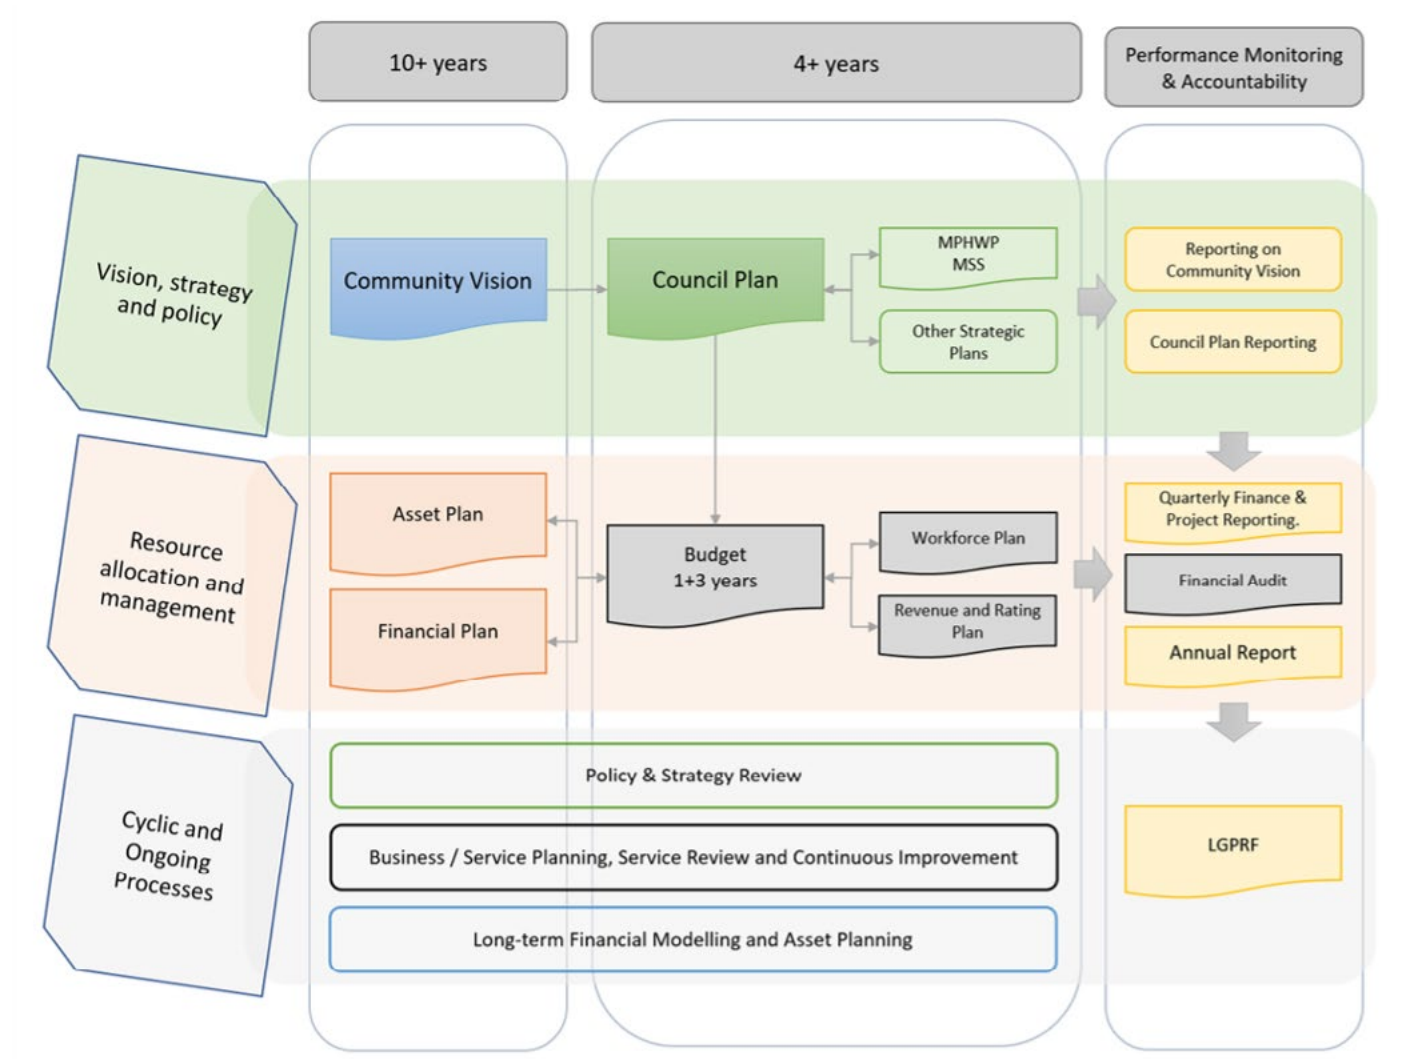 10+ years
4+ years
Performance Monitoring
& Accountability
Vision, strategy
and policy
Community Vision
Council Plan
MPHWP
MSS
Other Strategic
Plans
Reporting on
Community Vision
Council Plan Reporting
Resource
allocation and
management
Asset Plan
Financial Plan
Budget
1+3 years
Workforce Plan
Revenue and Rating
Plan
Quarterly Finance &
Project Reporting.
Financial Audit
Annual Report
Cyclic and
Ongoing
Processes
Policy & Strategy Review
Business / Service Planning, Service Review and Continuous Improvement
Long-term Financial Modelling and Asset Planning
LGPRF